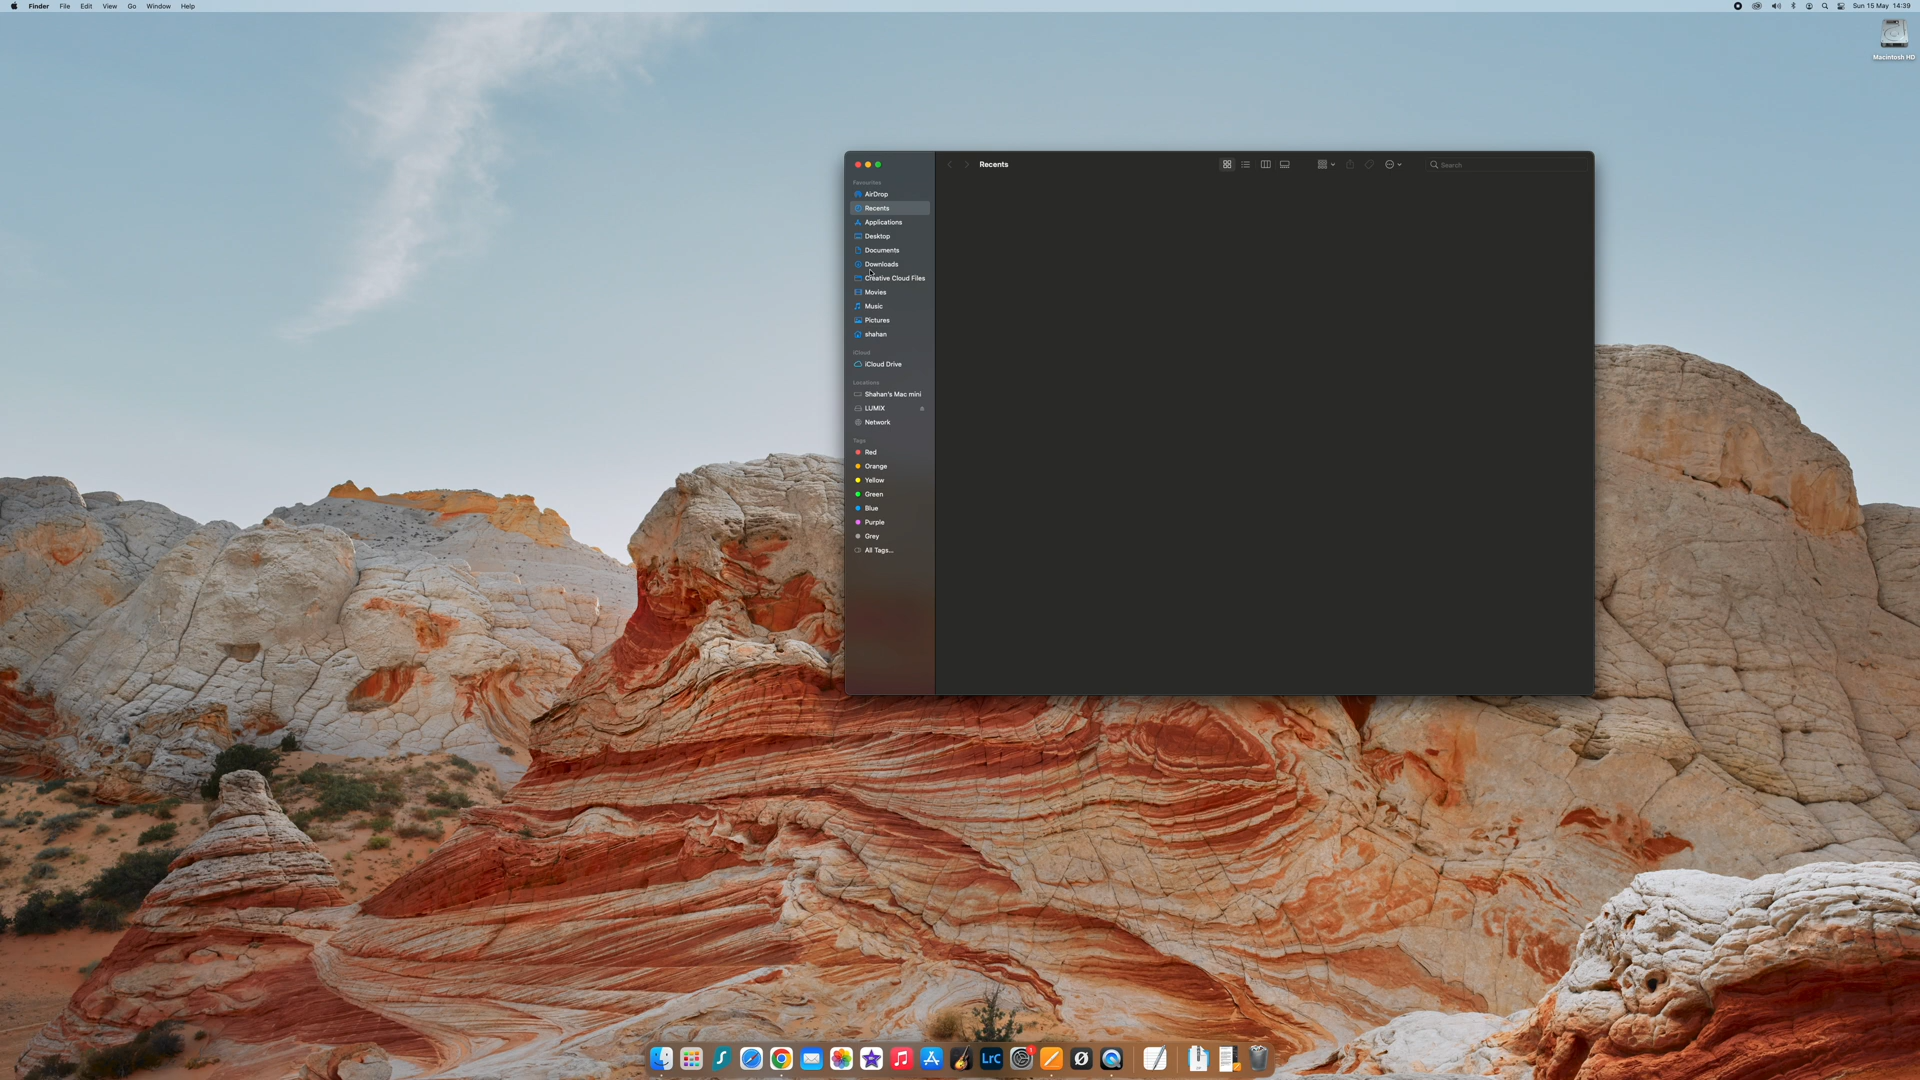 Finder File Edit View Go Window Help
Sun 15 May 14:39
Macintosh HD
Recents
Search
Favourites
AirDrop
Recents
Applications
Desktop
Documents
Downloads
Creative Cloud Files
Movies
Music
Pictures
shahan
iCloud
iCloud Drive
Locations
Shahan's Mac mini
LUMIX
Network
Tags
Red
Orange
Yellow
Green
Blue
Purple
Grey
All Tags...
LrC
1